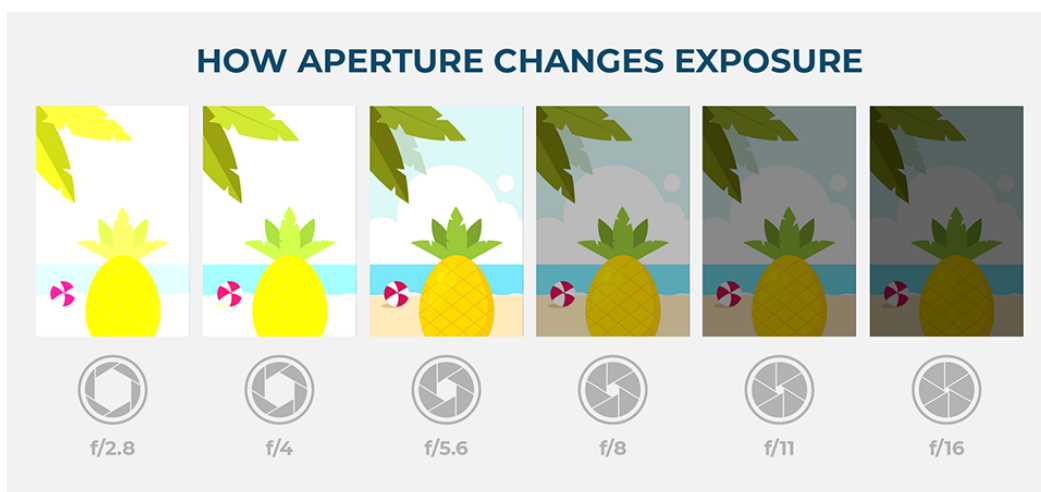 HOW APERTURE CHANGES EXPOSURE
f/2.8 f/4 f/5.6 f/8 f/11 f/16